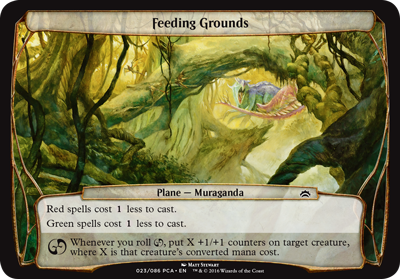 Feeding Grounds
Plane — Muraganda
Red spells cost 1 less to cast.
Green spells cost 1 less to cast.
Whenever you roll , put X +1/+1 counters on target creature,
where X is that creature's converted mana cost.
Matt Stewart
023/086 PCA • EN ™ & © 2016 Wizards of the Coast